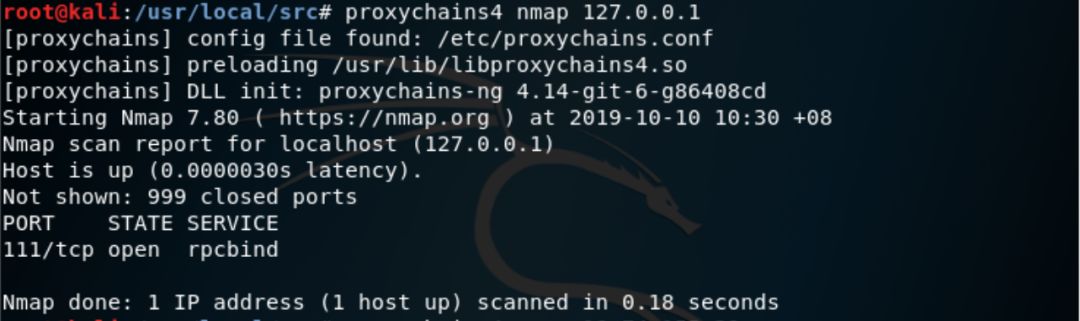 root@kali:/usr/local/src# proxychains4 nmap 127.0.0.1
[proxychains] config file found: /etc/proxychains.conf
[proxychains] preloading /usr/lib/libproxychains4.so
[proxychains] DLL init: proxychains-ng 4.14-git-6-g86408cd
Starting Nmap 7.80 ( https://nmap.org ) at 2019-10-10 10:30 +08
Nmap scan report for localhost (127.0.0.1)
Host is up (0.0000030s latency).
Not shown: 999 closed ports
PORT    STATE SERVICE
111/tcp open  rpcbind
Nmap done: 1 IP address (1 host up) scanned in 0.18 seconds